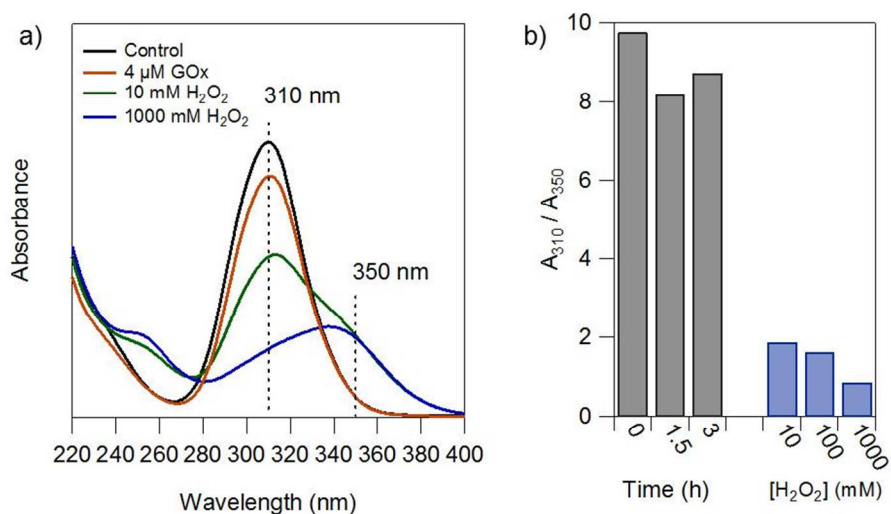 a)
Control
4 µM GOx
10 mM H₂O₂
1000 mM H₂O₂
310 nm
350 nm
Absorbance
220 240 260 280 300 320 340 360 380 400
Wavelength (nm)
b)
10
8
6
4
2
0
A₃₁₀ / A₃₅₀
0 1.5 3 10 100 1000
Time (h) [H₂O₂] (mM)